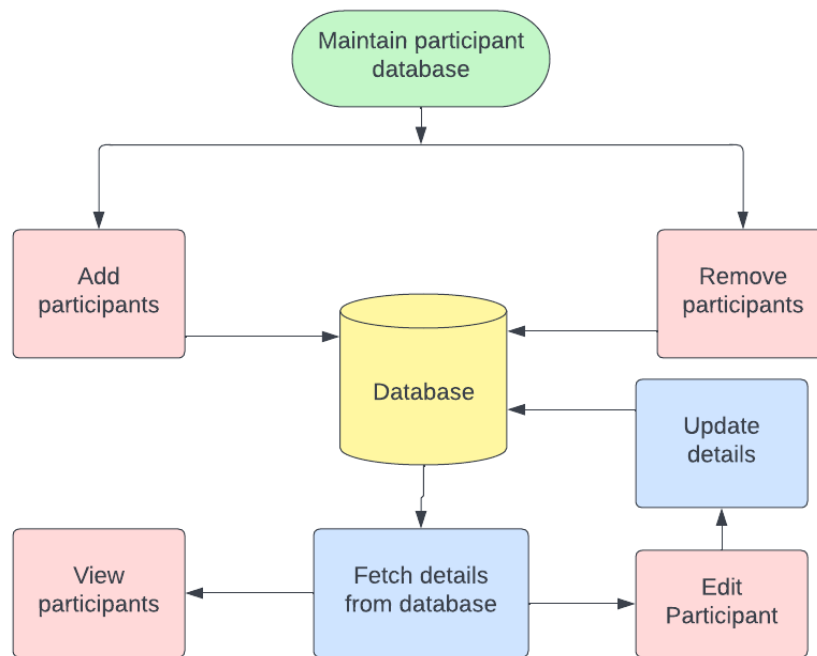 Maintain participant
database
Add
participants
Remove
participants
Database
Update
details
View
participants
Fetch details
from database
Edit
Participant